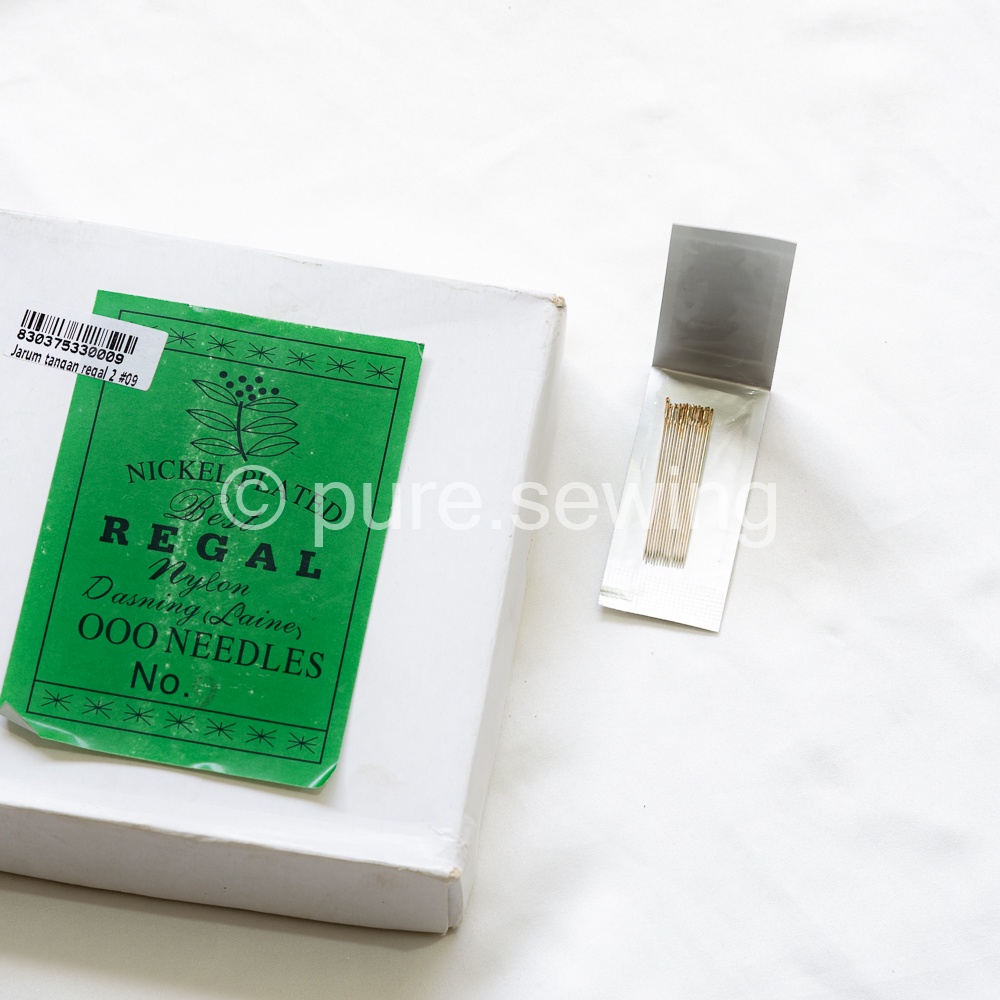 830375330009
Jarum tangan regal 2 #09
NICKEL PLATED
Best
REGAL
Nylon
Dasning (Laine)
OOO NEEDLES
No.
© pure.sewing